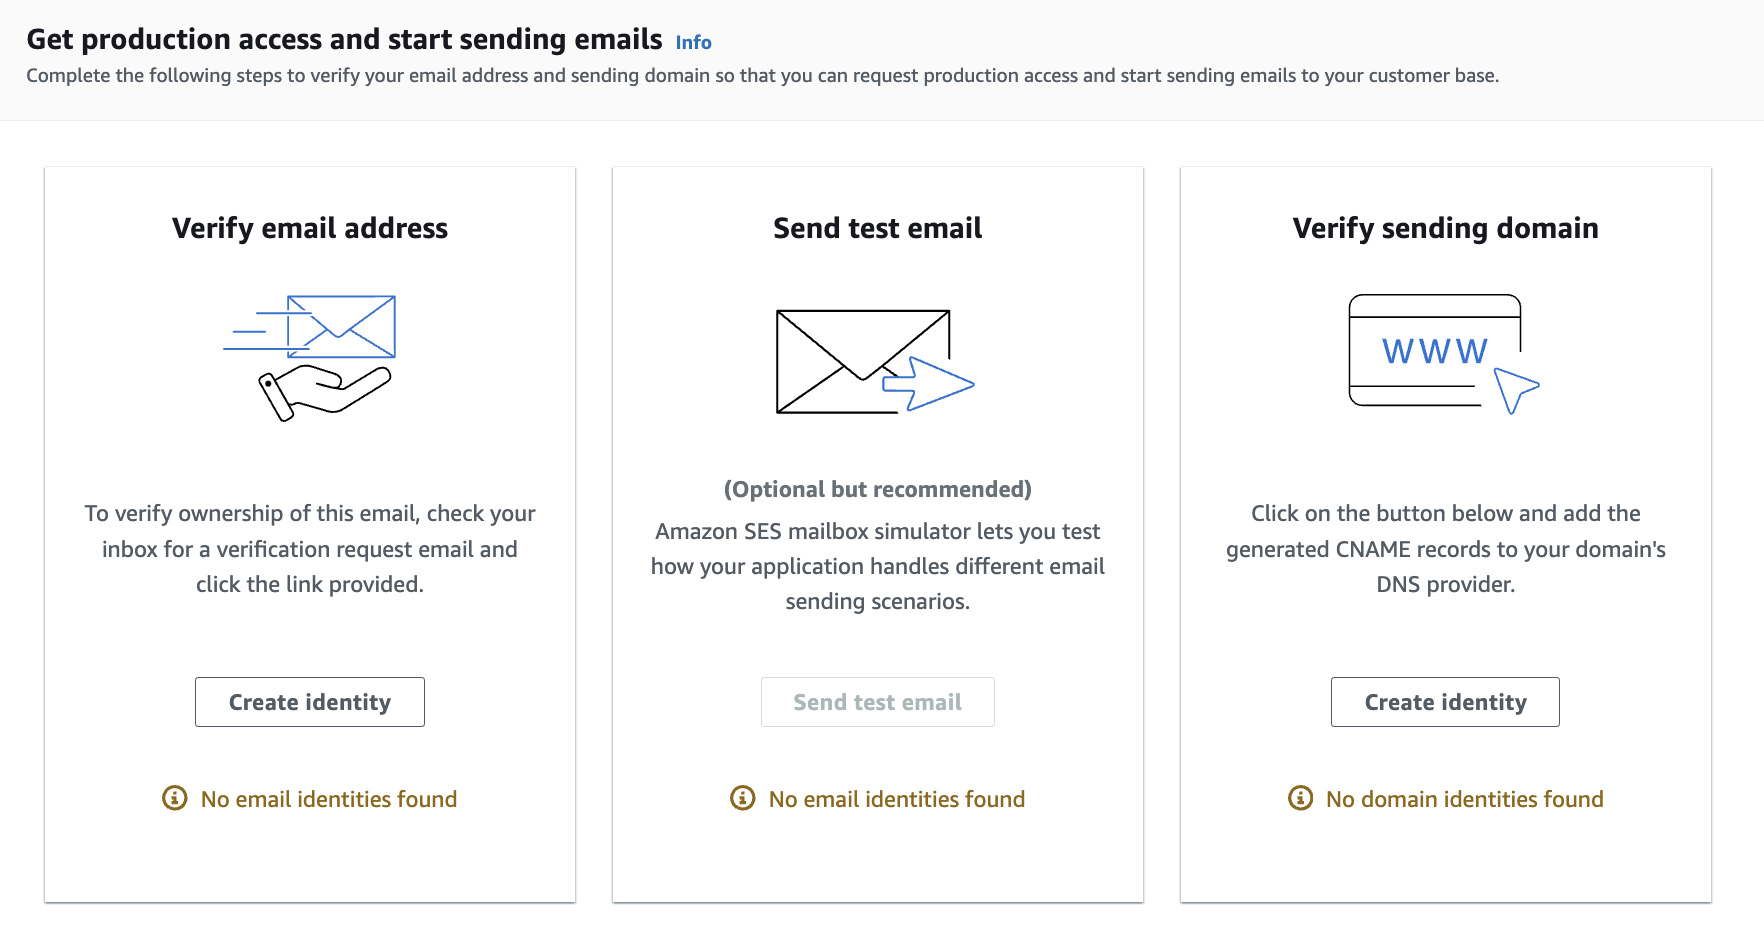 Get production access and start sending emails Info
Complete the following steps to verify your email address and sending domain so that you can request production access and start sending emails to your customer base.
Verify email address
To verify ownership of this email, check your
inbox for a verification request email and
click the link provided.
Create identity
No email identities found
Send test email
(Optional but recommended)
Amazon SES mailbox simulator lets you test
how your application handles different email
sending scenarios.
Send test email
No email identities found
Verify sending domain
WWW
Click on the button below and add the
generated CNAME records to your domain's
DNS provider.
Create identity
No domain identities found